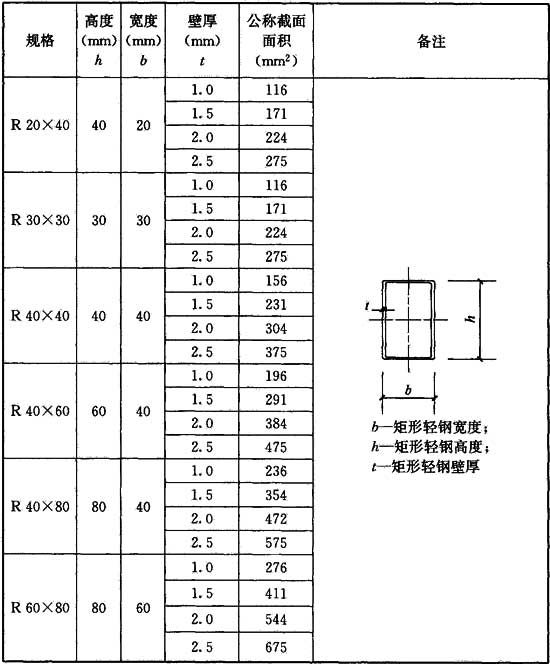 规格 高度(mm) h 宽度(mm) b 壁厚(mm) t 公称截面面积(mm²) 备注
R 20×40 40 20 1.0 116
1.5 171
2.0 224
2.5 275
R 30×30 30 30 1.0 116
1.5 171
2.0 224
2.5 275
R 40×40 40 40 1.0 156
1.5 231
2.0 304
2.5 375
R 40×60 60 40 1.0 196
1.5 291
2.0 384
2.5 475
R 40×80 80 40 1.0 236
1.5 354
2.0 472
2.5 575
R 60×80 80 60 1.0 276
1.5 411
2.0 544
2.5 675
t
h
b
b—矩形轻钢宽度;
h—矩形轻钢高度;
t—矩形轻钢壁厚